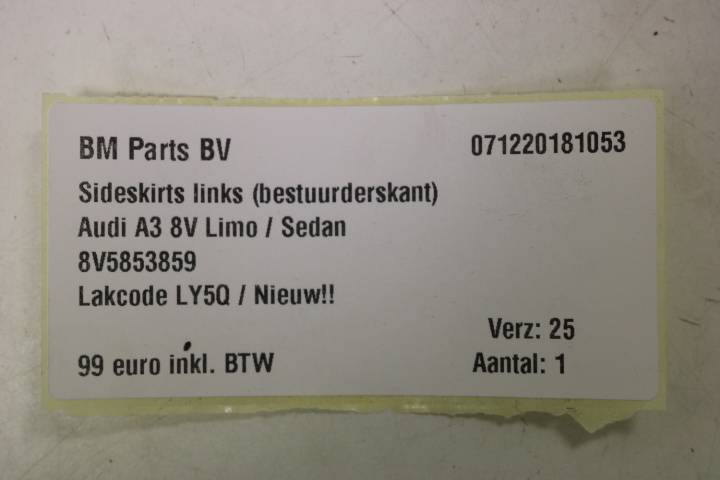 BM Parts BV 071220181053
Sideskirts links (bestuurderskant)
Audi A3 8V Limo / Sedan
8V5853859
Lakcode LY5Q / Nieuw!!
Verz: 25
99 euro inkl. BTW Aantal: 1